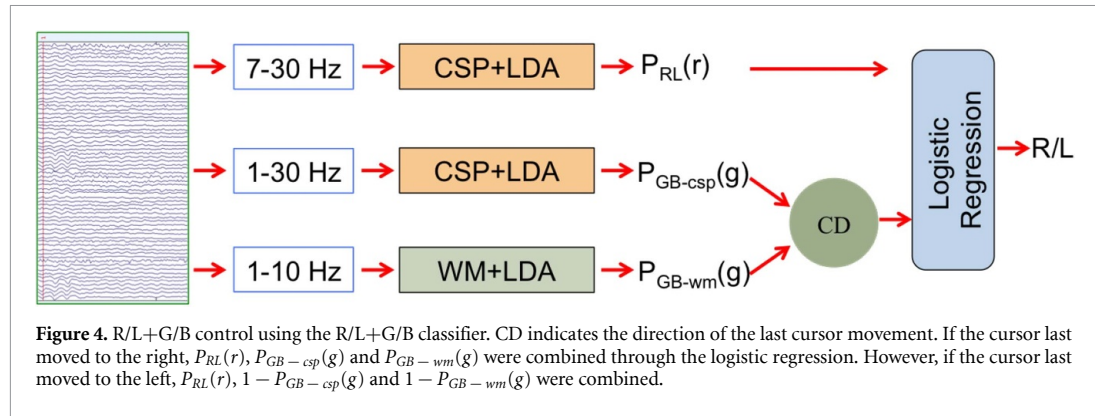 7-30 Hz
CSP+LDA
P_RL(r)
1-30 Hz
CSP+LDA
P_GB-csp(g)
1-10 Hz
WM+LDA
P_GB-wm(g)
CD
Logistic
Regression
R/L
Figure 4. R/L+G/B control using the R/L+G/B classifier. CD indicates the direction of the last cursor movement. If the cursor last
moved to the right, P_RL(r), P_GB − csp(g) and P_GB − wm(g) were combined through the logistic regression. However, if the cursor last
moved to the left, P_RL(r), 1 − P_GB − csp(g) and 1 − P_GB − wm(g) were combined.